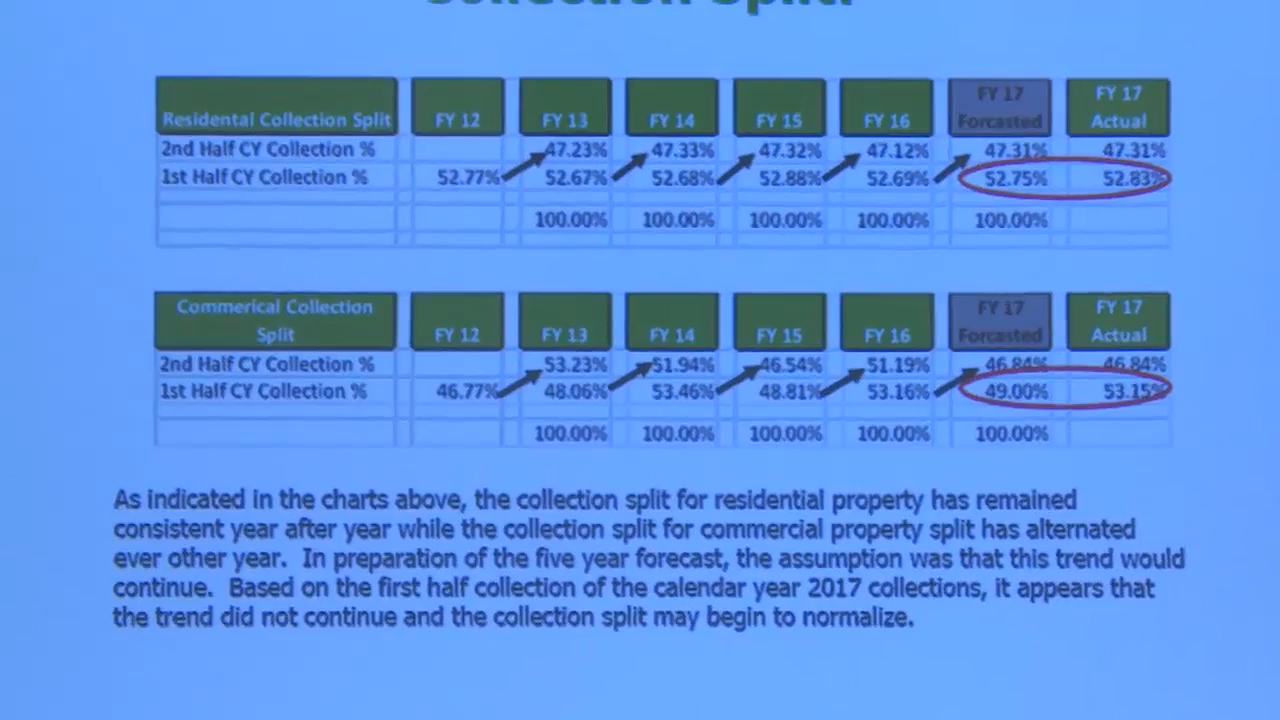 Collection Split:
Residental Collection Split FY 12 FY 13 FY 14 FY 15 FY 16 FY 17 Forcasted FY 17 Actual
2nd Half CY Collection % 47.23% 47.33% 47.32% 47.12% 47.31% 47.31%
1st Half CY Collection % 52.77% 52.67% 52.68% 52.88% 52.69% 52.75% 52.83%
100.00% 100.00% 100.00% 100.00% 100.00%
Commerical Collection Split FY 12 FY 13 FY 14 FY 15 FY 16 FY 17 Forcasted FY 17 Actual
2nd Half CY Collection % 53.23% 51.94% 46.54% 51.19% 46.84% 46.84%
1st Half CY Collection % 46.77% 48.06% 53.46% 48.81% 53.16% 49.00% 53.15%
100.00% 100.00% 100.00% 100.00% 100.00%
As indicated in the charts above, the collection split for residential property has remained
consistent year after year while the collection split for commercial property split has alternated
ever other year. In preparation of the five year forecast, the assumption was that this trend would
continue. Based on the first half collection of the calendar year 2017 collections, it appears that
the trend did not continue and the collection split may begin to normalize.